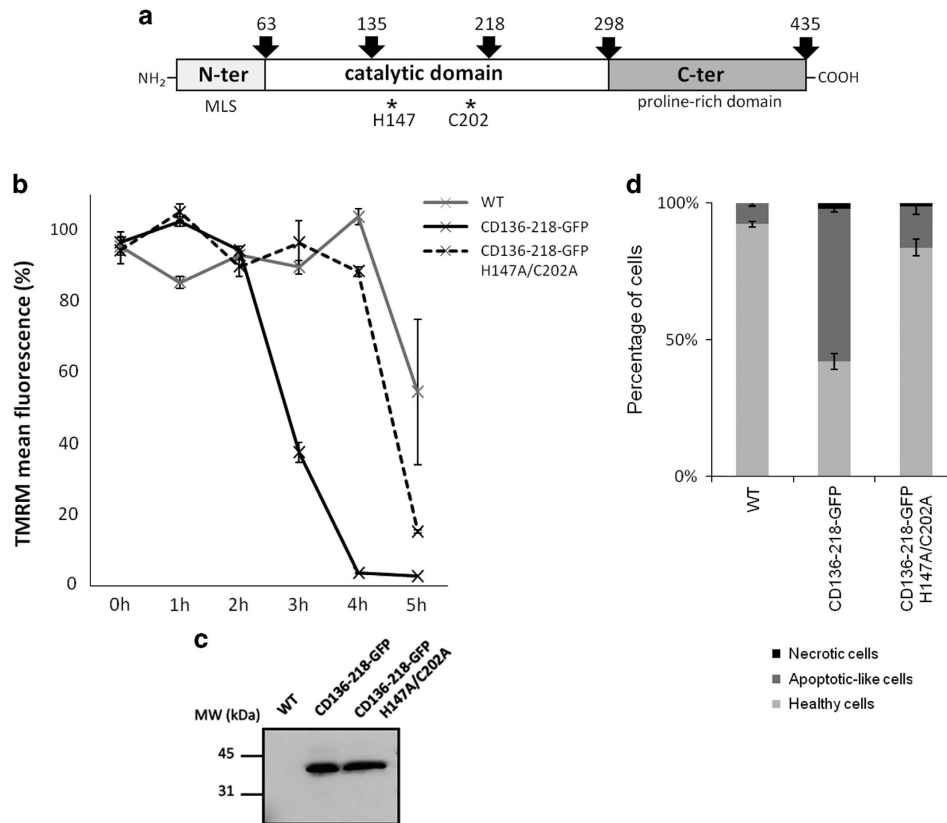 a
63 135 218 298 435
NH2 N-ter catalytic domain C-ter COOH
MLS * * proline-rich domain
H147 C202
b
TMRM mean fluorescence (%)
100
80
60
40
20
0
0h 1h 2h 3h 4h 5h
WT
CD136-218-GFP
CD136-218-GFP
H147A/C202A
c
WT
CD136-218-GFP
CD136-218-GFP
H147A/C202A
MW (kDa)
45
31
d
Percentage of cells
100%
50%
0%
WT
CD136-218-GFP
CD136-218-GFP
H147A/C202A
Necrotic cells
Apoptotic-like cells
Healthy cells